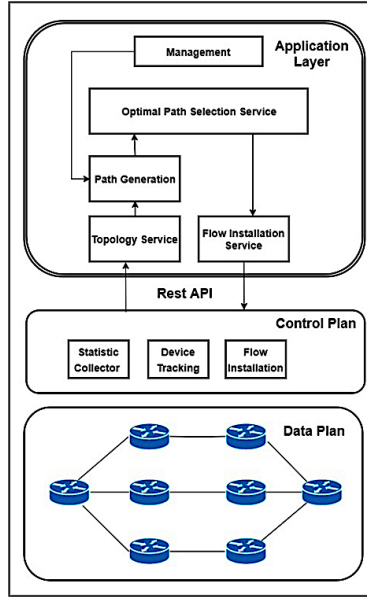 Management
Application
Layer
Optimal Path Selection Service
Path Generation
Topology Service
Flow Installation
Service
Rest API
Control Plan
Statistic
Collector
Device
Tracking
Flow
Installation
Data Plan